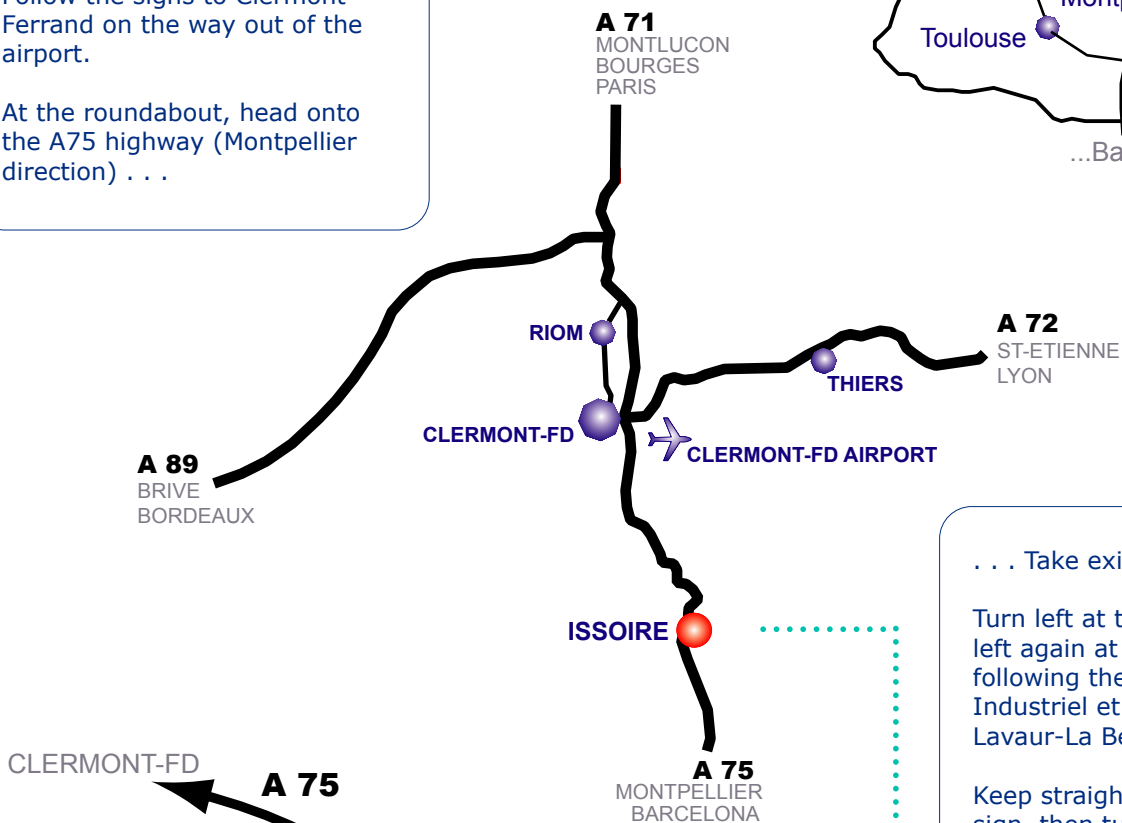 Follow the signs to Clermont
Ferrand on the way out of the
airport.
At the roundabout, head onto
the A75 highway (Montpellier
direction) . . .
A 71
MONTLUCON
BOURGES
PARIS
Toulouse
...Ba
RIOM
A 72
ST-ETIENNE
LYON
THIERS
CLERMONT-FD
CLERMONT-FD AIRPORT
A 89
BRIVE
BORDEAUX
ISSOIRE
. . . Take exi
Turn left at t
left again at
following the
Industriel et
Lavaur-La Be
Keep straigh
sign, then tu
A 75
MONTPELLIER
BARCELONA
CLERMONT-FD
A 75